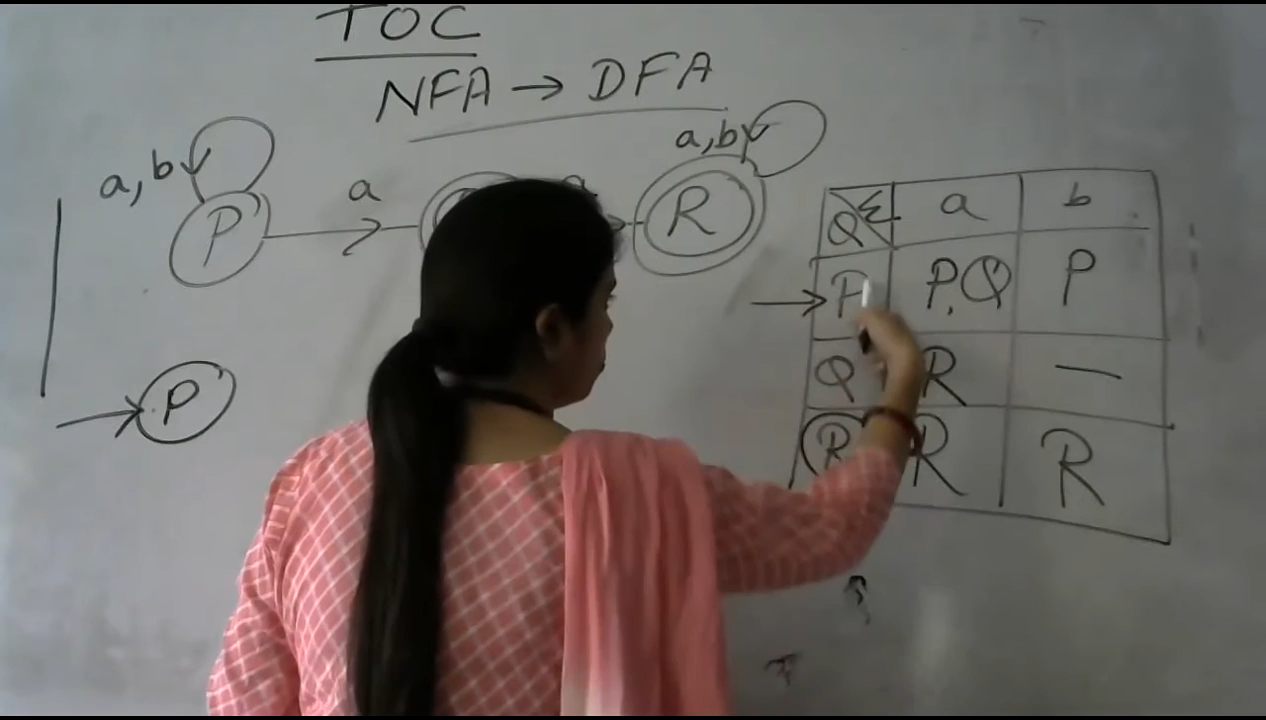 TOC
NFA → DFA
a, b
a
a, b
P
R
Q Σ a b
→ P P, Q P
Q R —
R R R
→ P